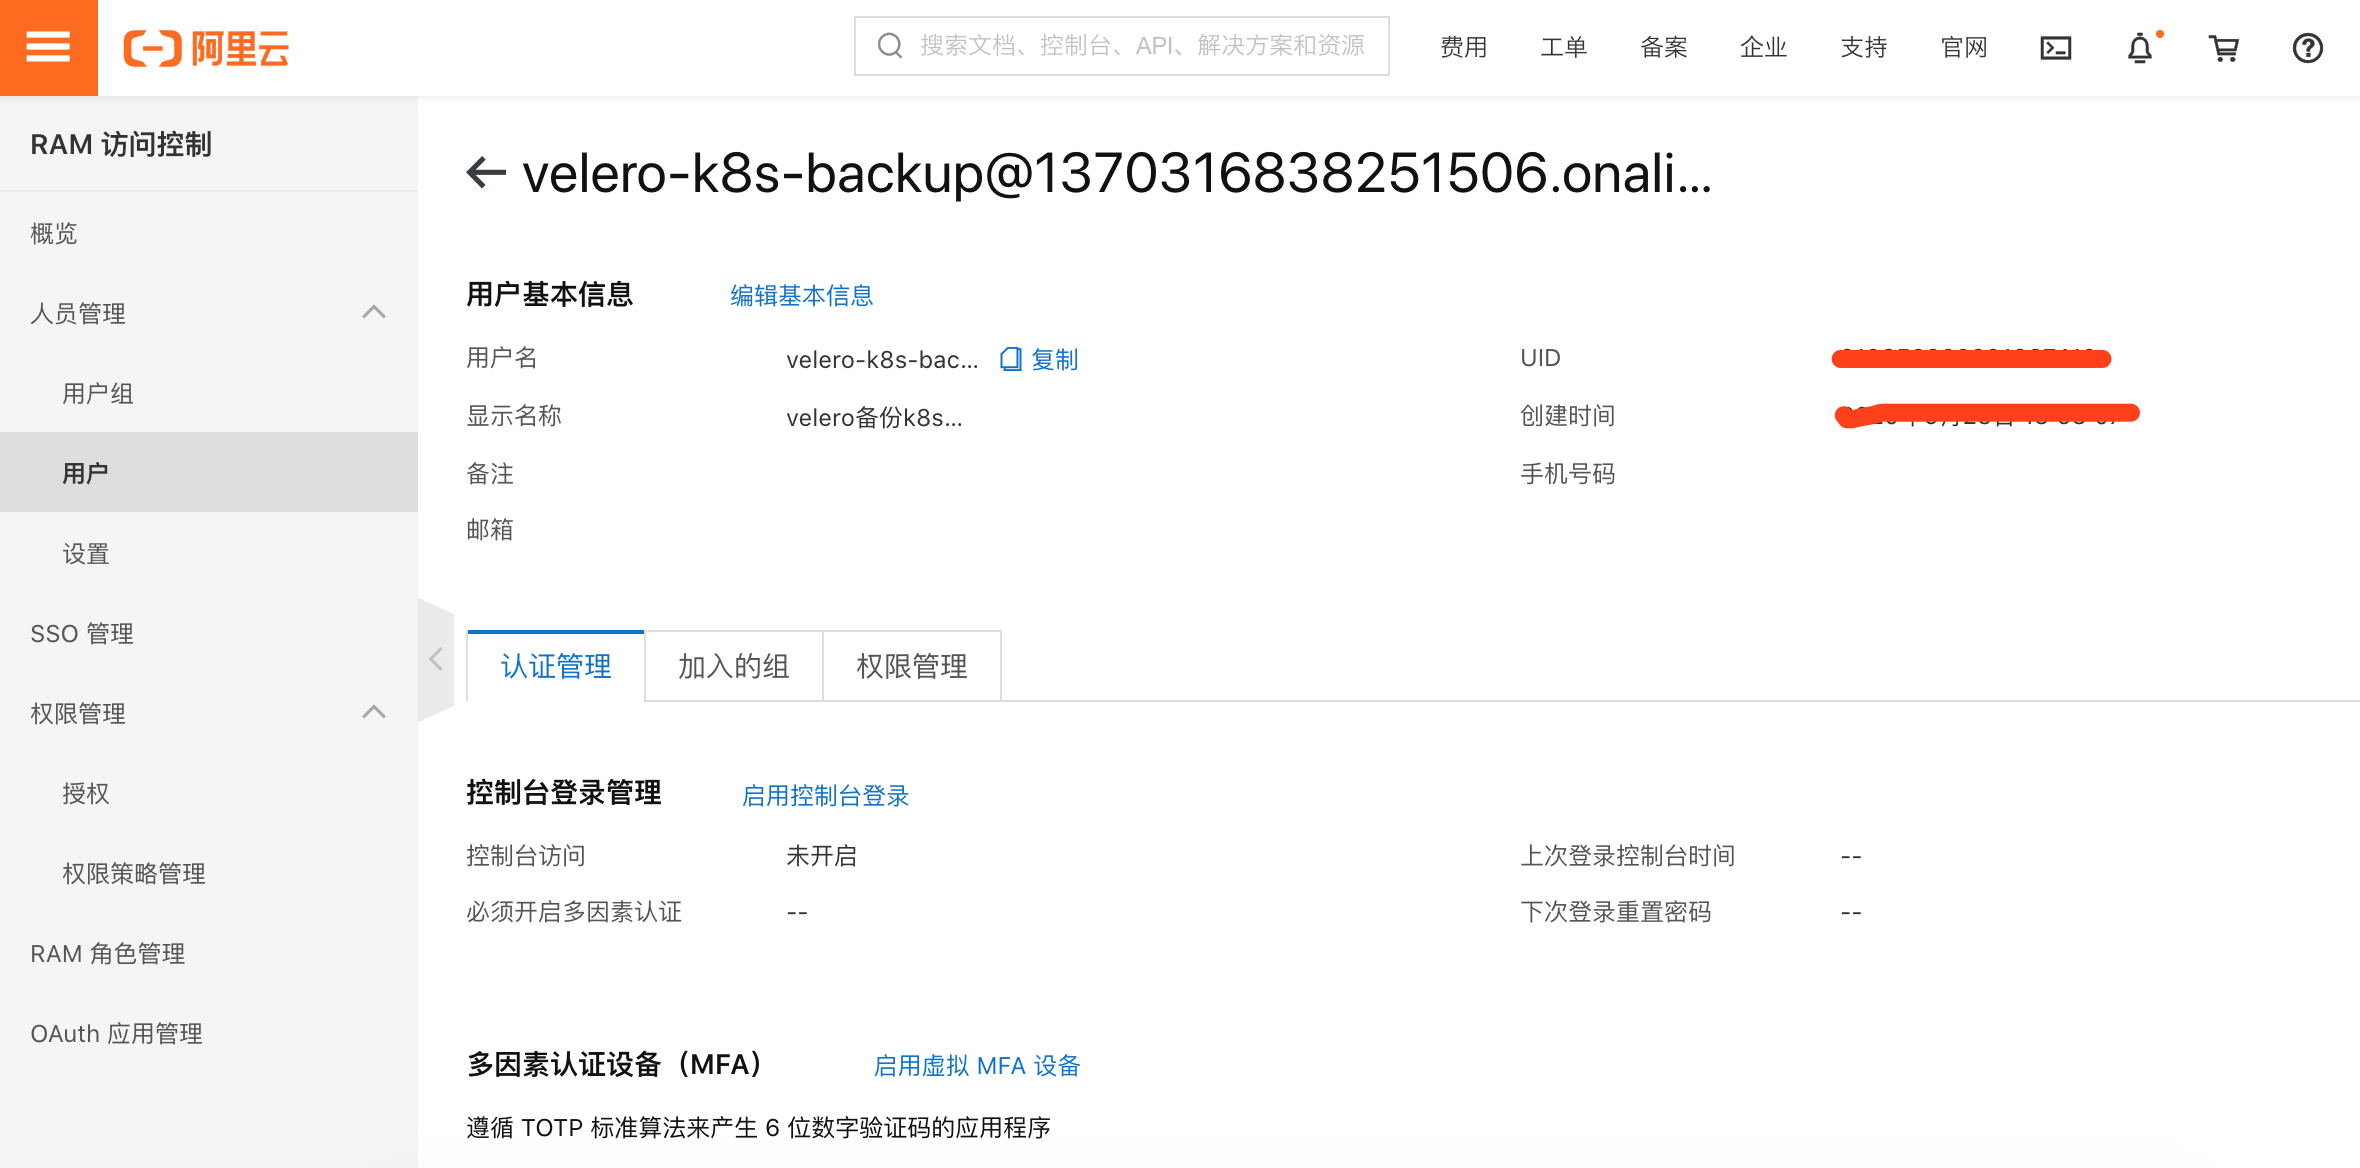 阿里云
搜索文档、控制台、API、解决方案和资源
费用 工单 备案 企业 支持 官网
RAM 访问控制
概览
人员管理
用户组
用户
设置
SSO 管理
权限管理
授权
权限策略管理
RAM 角色管理
OAuth 应用管理
velero-k8s-backup@1370316838251506.onali...
用户基本信息 编辑基本信息
用户名 velero-k8s-bac... 复制 UID
显示名称 velero备份k8s... 创建时间
备注 手机号码
邮箱
认证管理 加入的组 权限管理
控制台登录管理 启用控制台登录
控制台访问 未开启 上次登录控制台时间 --
必须开启多因素认证 -- 下次登录重置密码 --
多因素认证设备（MFA） 启用虚拟 MFA 设备
遵循 TOTP 标准算法来产生 6 位数字验证码的应用程序